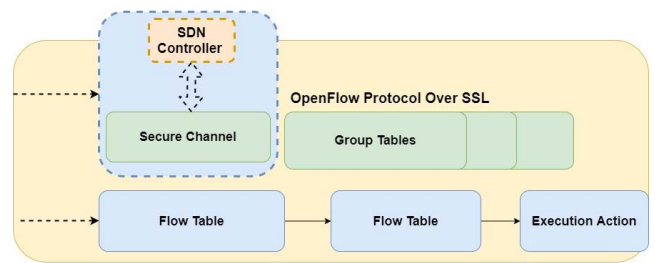 SDN
Controller
OpenFlow Protocol Over SSL
Secure Channel
Group Tables
Flow Table
Flow Table
Execution Action